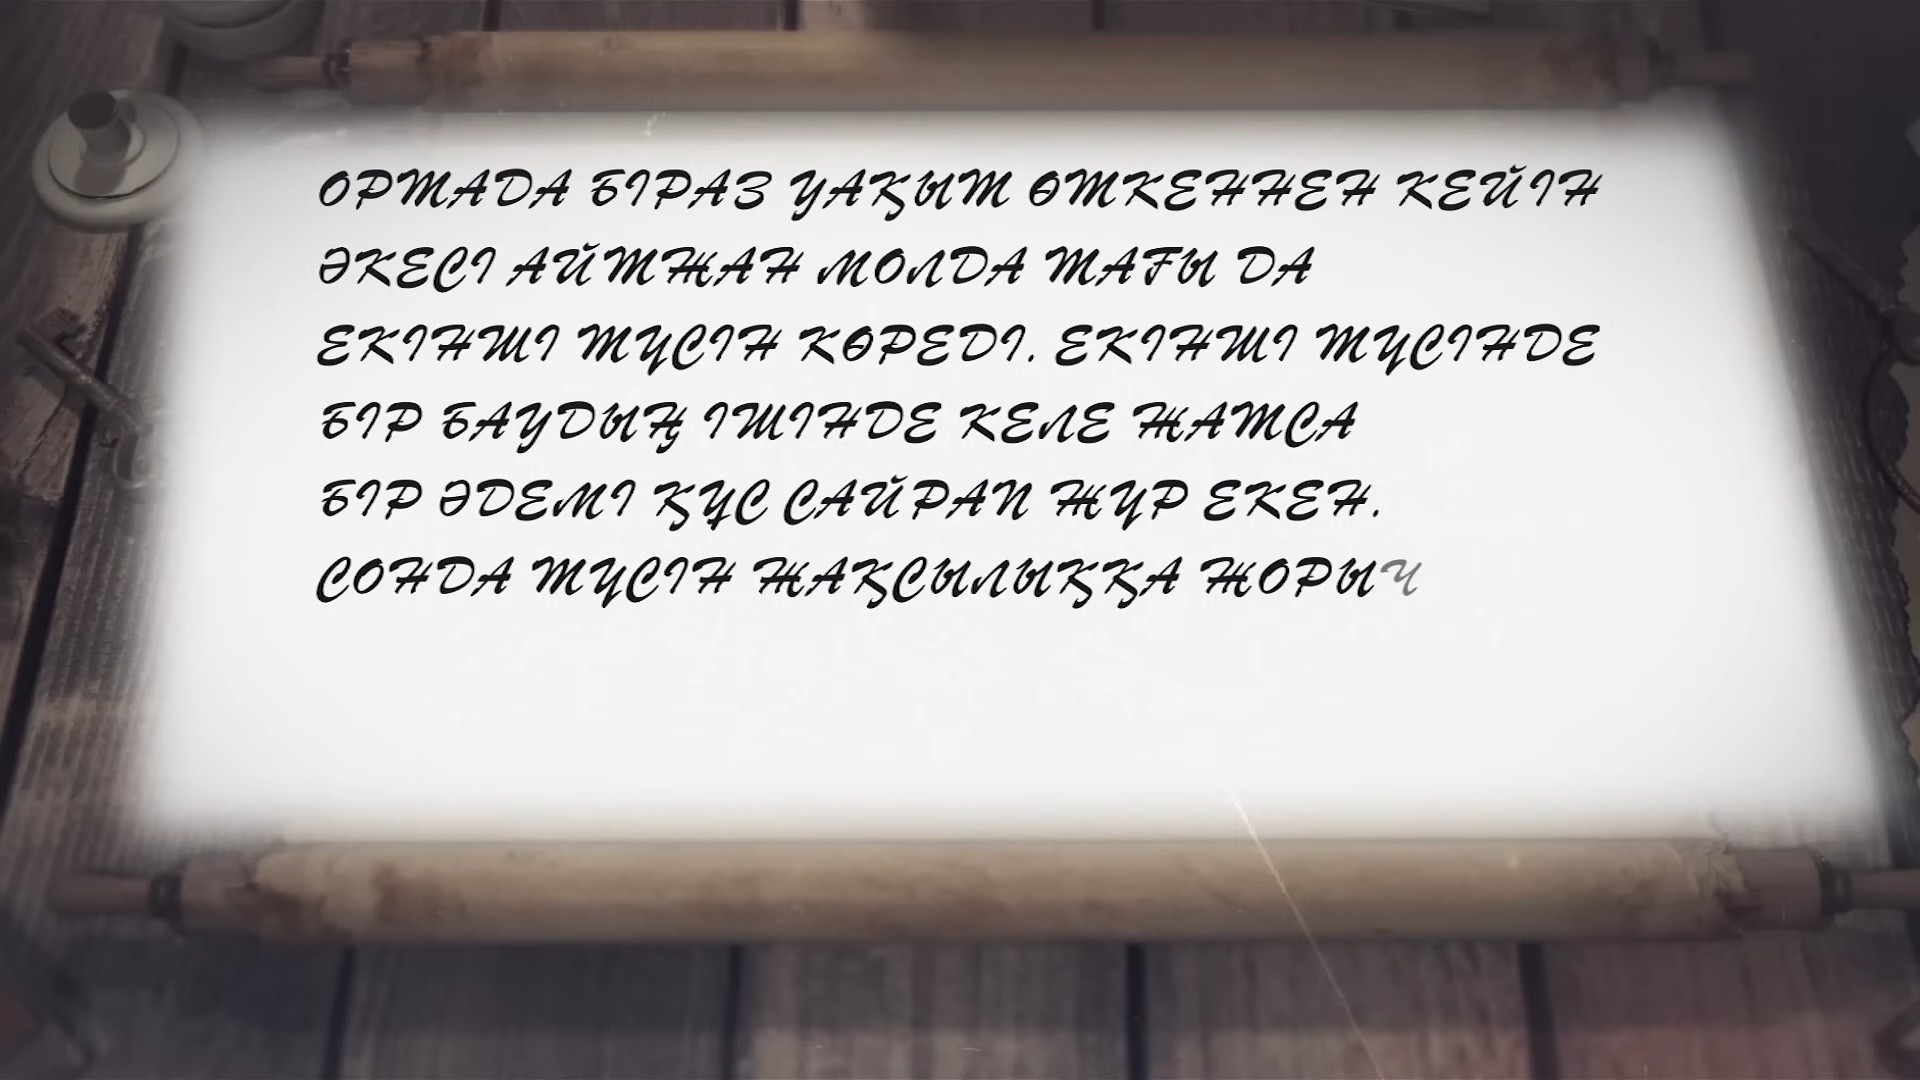 ОРТАДА БІРАЗ УАҚЫТ ӨТКЕННЕН КЕЙІН
ӘКЕСІ АЙТЖАН МОЛДА ТАҒЫ ДА
ЕКІНШІ ТҮСІН КӨРЕДІ. ЕКІНШІ ТҮСІНДЕ
БІР БАУДЫҢ ІШІНДЕ КЕЛЕ ЖАТСА
БІР ӘДЕМІ ҚҰС САЙРАП ЖҮР ЕКЕН.
СОНДА ТҮСІН ЖАҚСЫЛЫҚҚА ЖОРЫ